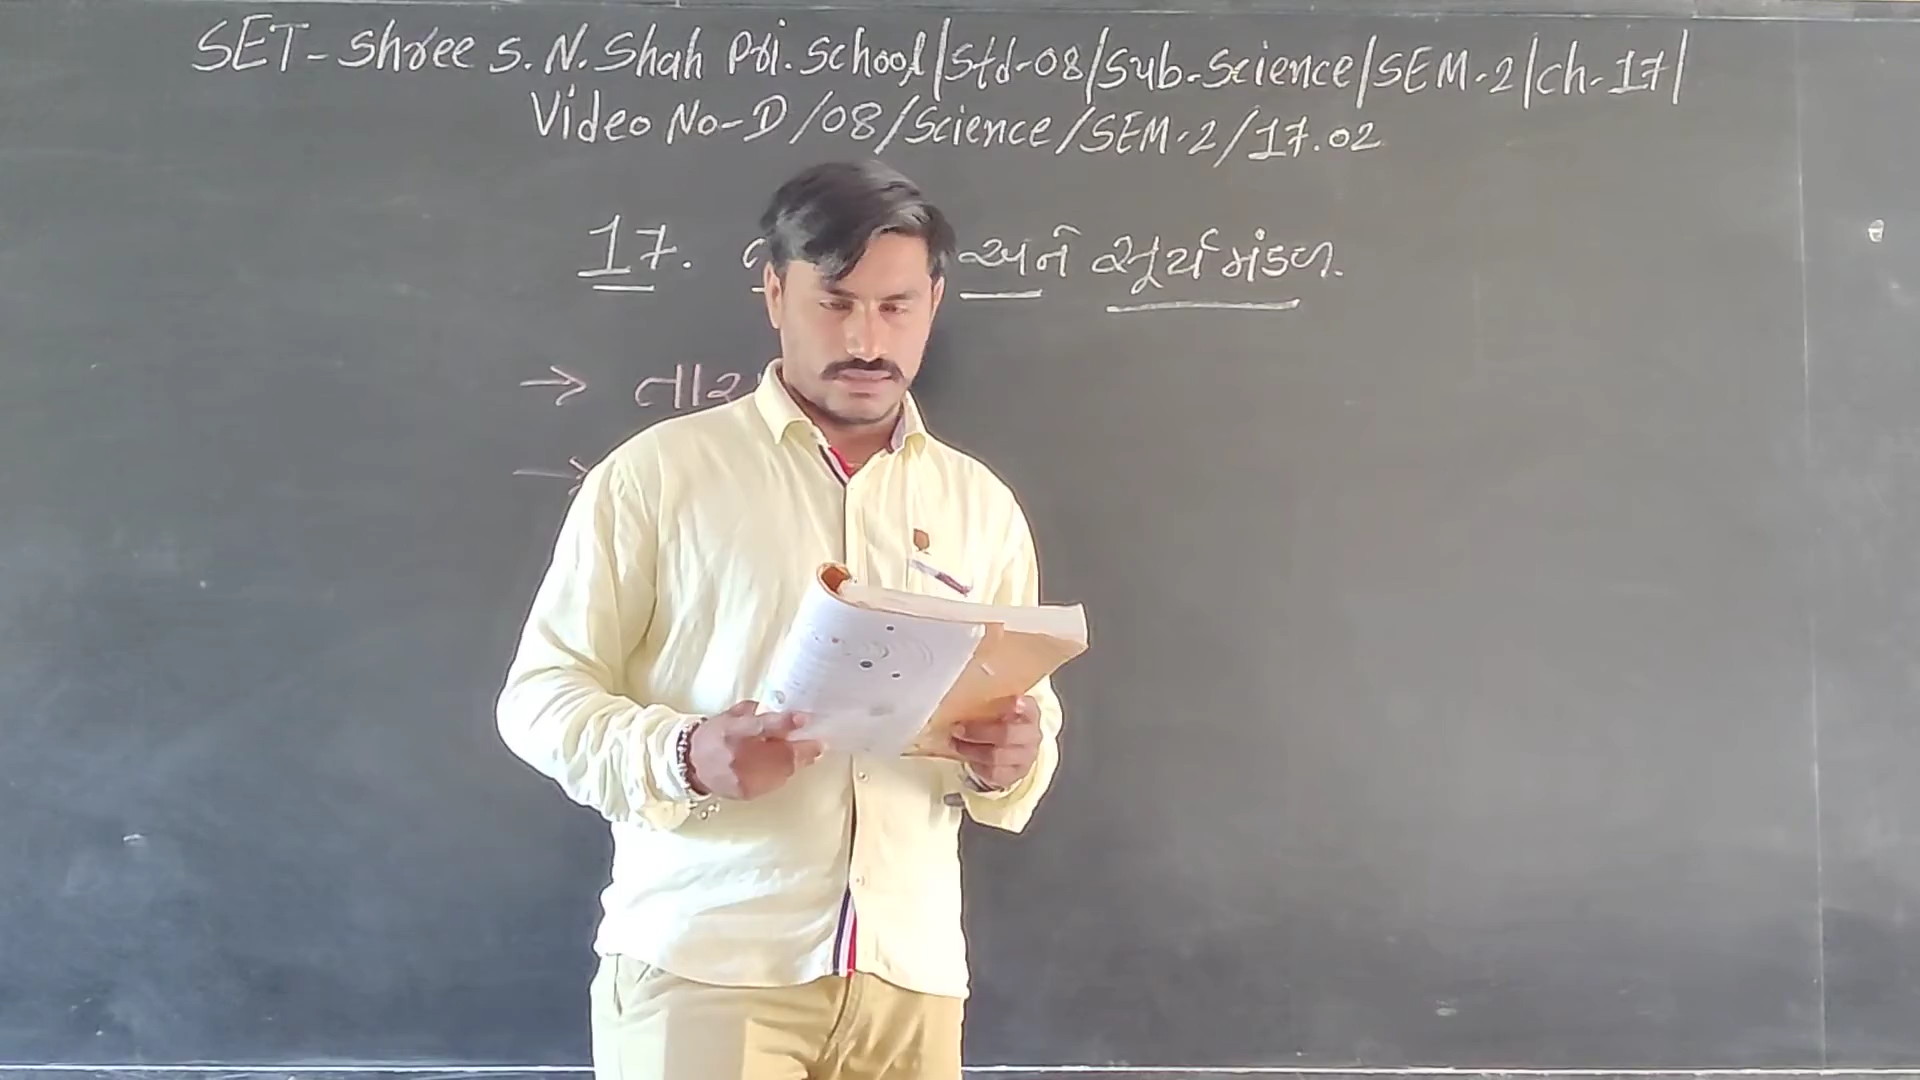 SET-Shree S.N.Shah Pri.School/Std-08/Sub-Science/SEM-2/Ch-17/
Video No-D/08/Science/SEM-2/17.02
17. અને સૂર્યમંડળ.
→
→